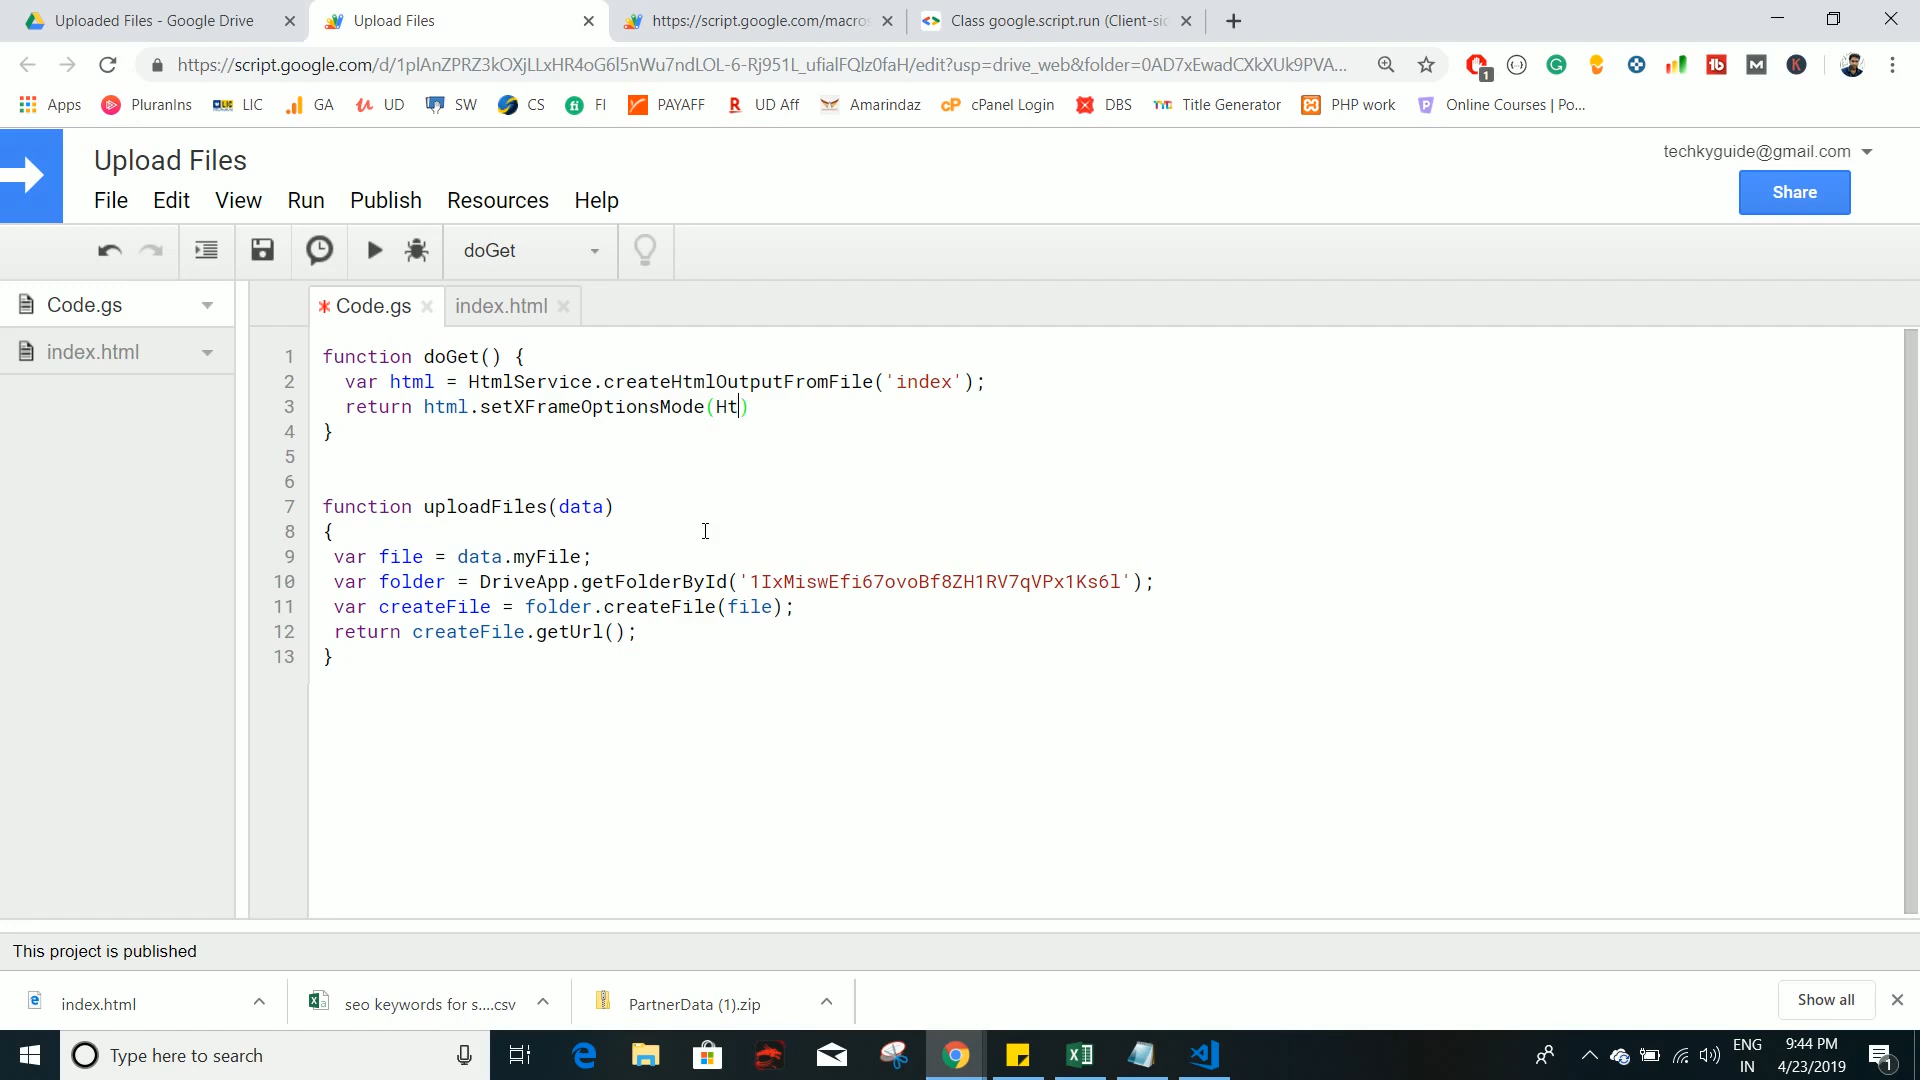 Uploaded Files - Google Drive
Upload Files
https://script.google.com/macros
Class google.script.run (Client-sid
https://script.google.com/d/1plAnZPRZ3kOXjLLxHR4oG6l5nWu7ndLOL-6-Rj951L_ufialFQlz0faH/edit?usp=drive_web&folder=0AD7xEwadCXkXUk9PVA...
Apps PluranIns LIC GA UD SW CS FI PAYAFF UD Aff Amarindaz cPanel Login DBS Title Generator PHP work Online Courses | Po...
Upload Files
techkyguide@gmail.com
File Edit View Run Publish Resources Help
Share
doGet
Code.gs
index.html
* Code.gs
index.html
1 function doGet() {
2 var html = HtmlService.createHtmlOutputFromFile('index');
3 return html.setXFrameOptionsMode(Ht)
4 }
5
6
7 function uploadFiles(data)
8 {
9 var file = data.myFile;
10 var folder = DriveApp.getFolderById('1IxMiswEfi67ovoBf8ZH1RV7qVPx1Ks6l');
11 var createFile = folder.createFile(file);
12 return createFile.getUrl();
13 }
This project is published
index.html
seo keywords for s....csv
PartnerData (1).zip
Show all
Type here to search
ENG
IN
9:44 PM
4/23/2019
1